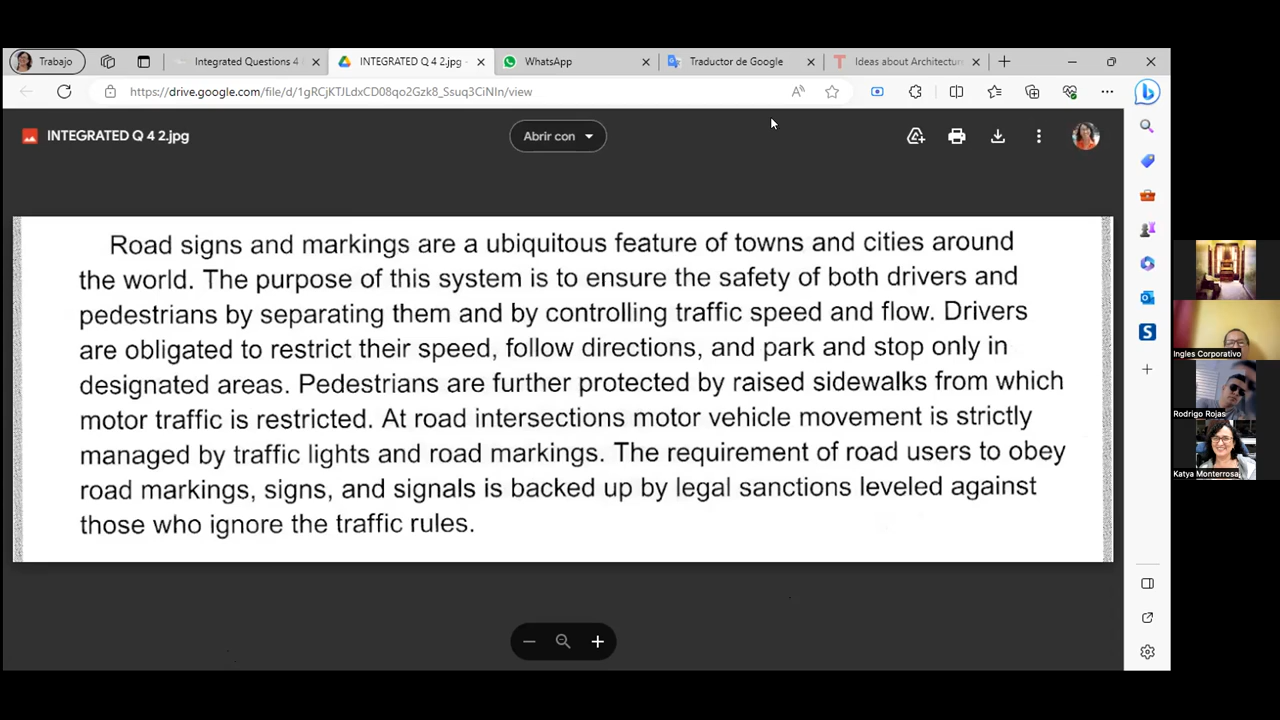 Trabajo
Integrated Questions 4
INTEGRATED Q 4 2.jpg -
WhatsApp
Traductor de Google
Ideas about Architectur
https://drive.google.com/file/d/1gRCjKTJLdxCD08qo2Gzk8_Ssuq3CiNIn/view
INTEGRATED Q 4 2.jpg
Abrir con
Road signs and markings are a ubiquitous feature of towns and cities around
the world. The purpose of this system is to ensure the safety of both drivers and
pedestrians by separating them and by controlling traffic speed and flow. Drivers
are obligated to restrict their speed, follow directions, and park and stop only in
designated areas. Pedestrians are further protected by raised sidewalks from which
motor traffic is restricted. At road intersections motor vehicle movement is strictly
managed by traffic lights and road markings. The requirement of road users to obey
road markings, signs, and signals is backed up by legal sanctions leveled against
those who ignore the traffic rules.
Ingles Corporativo
Rodrigo Rojas
Katya Monterrosa